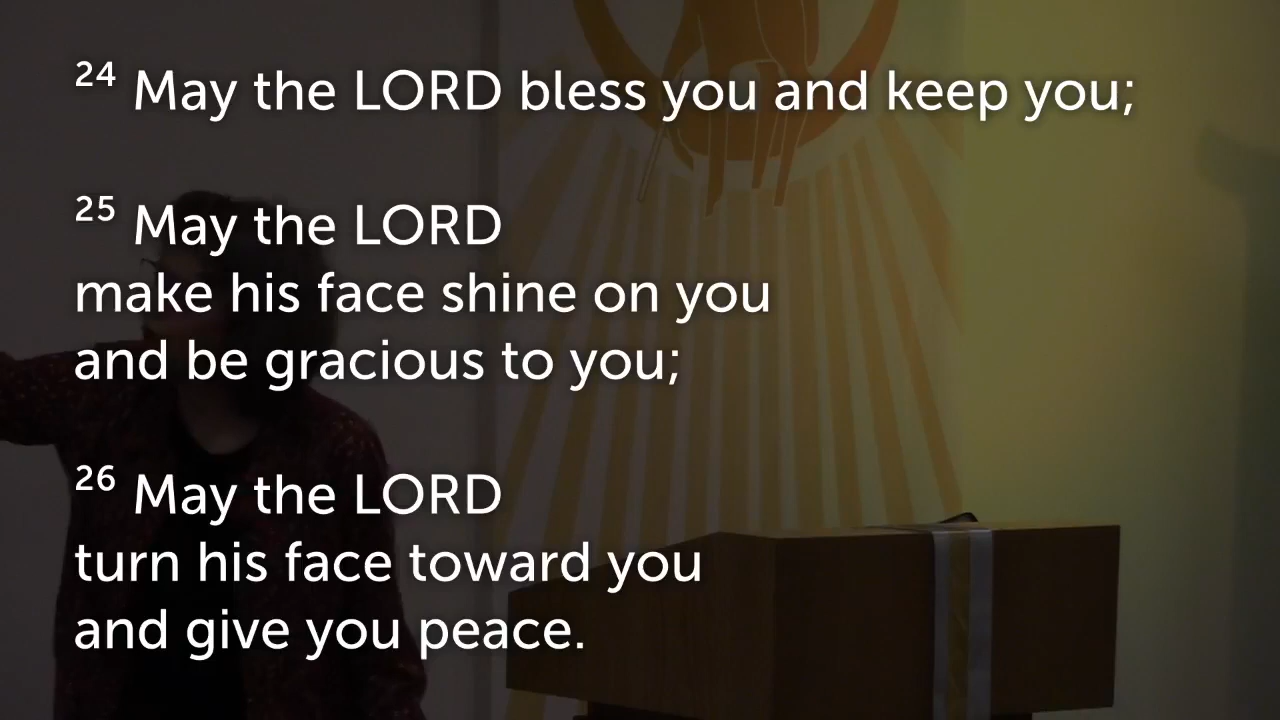 24 May the LORD bless you and keep you;
25 May the LORD
make his face shine on you
and be gracious to you;
26 May the LORD
turn his face toward you
and give you peace.